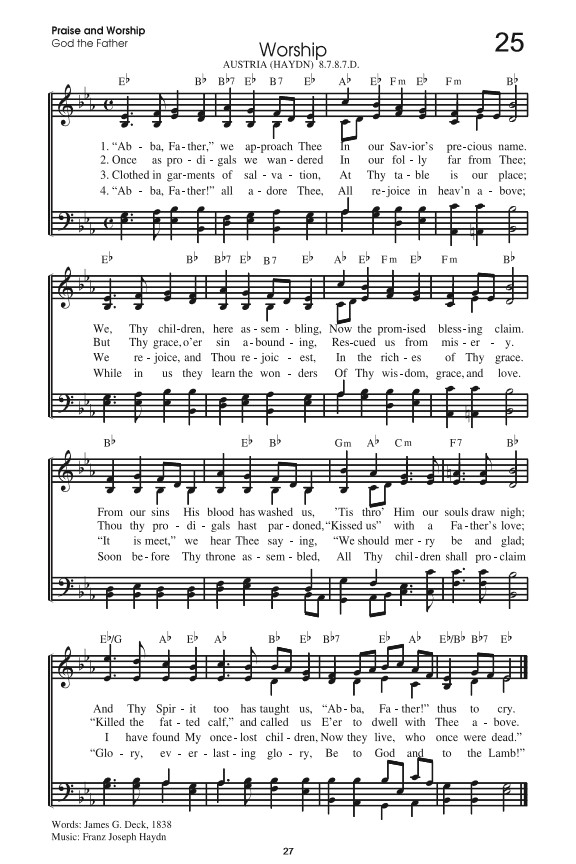 Praise and Worship
God the Father
25
Worship
AUSTRIA (HAYDN) 8.7.8.7.D.
E♭ B♭ B♭7 E♭ B♭7 E♭ A♭ E♭ Fm E♭ Fm B♭
1. “Ab - ba, Fa - ther,” we ap - proach Thee In our Sav - ior’s pre - cious name.
2. Once as pro - di - gals we wan - dered In our fol - ly far from Thee;
3. Clothed in gar - ments of sal - va - tion, At Thy ta - ble is our place;
4. “Ab - ba, Fa - ther!” all a - dore Thee, All re - joice in heav’n a - bove;
E♭ B♭ B♭7 E♭ B♭7 E♭ A♭ E♭ Fm E♭ Fm B♭
We, Thy chil - dren, here as - sem - bling, Now the prom - ised bless - ing claim.
But Thy grace, o’er sin a - bound - ing, Res - cued us from mis - er - y.
We re - joice, and Thou re - joic - est, In the rich - es of Thy grace.
While in us they learn the won - ders Of Thy wis - dom, grace, and love.
B♭ E♭ B♭ Gm A♭ Cm F7 B♭
From our sins His blood has washed us, ’Tis thro’ Him our souls draw nigh;
Thou thy pro - di - gals hast par - doned, “Kissed us” with a Fa - ther’s love;
“It is meet,” we hear Thee say - ing, “We should mer - ry be and glad;
Soon be - fore Thy throne as - sem - bled, All Thy chil - dren shall pro - claim
E♭/G A♭ E♭ A♭ E♭ B♭ B♭7 E♭ A♭ E♭/B♭ B♭7 E♭
And Thy Spir - it too has taught us, “Ab - ba, Fa - ther!” thus to cry.
“Killed the fat - ted calf,” and called us E’er to dwell with Thee a - bove.
I have found My once - lost chil - dren, Now they live, who once were dead.”
“Glo - ry, ev - er - last - ing glo - ry, Be to God and to the Lamb!”
Words: James G. Deck, 1838
Music: Franz Joseph Haydn
27